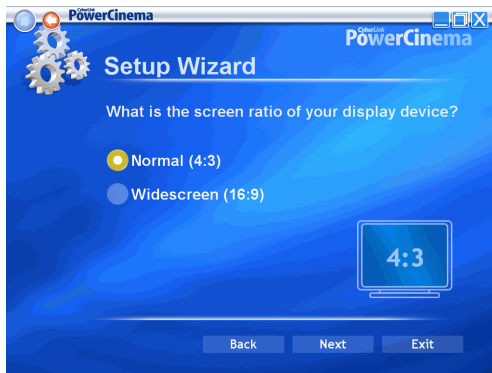 CyberLink
PowerCinema
CyberLink
PowerCinema
Setup Wizard
What is the screen ratio of your display device?
Normal (4:3)
Widescreen (16:9)
4:3
Back Next Exit